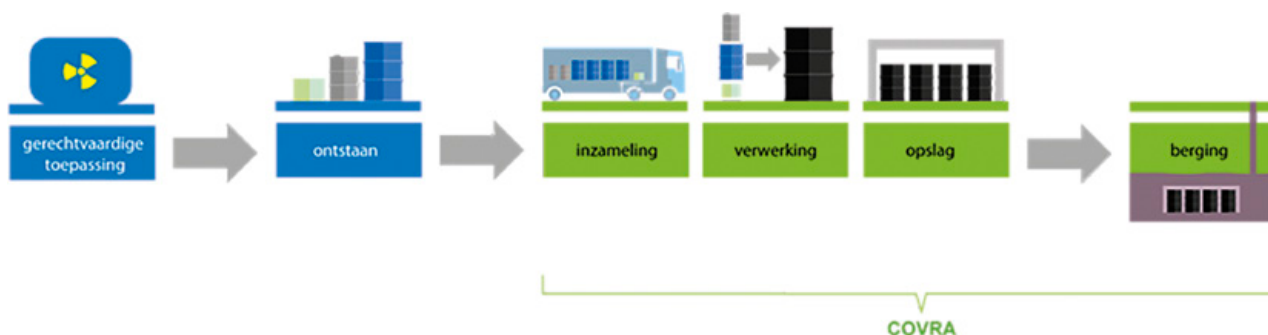 gerechtvaardige
toepassing
ontstaan
inzameling
verwerking
opslag
berging
COVRA